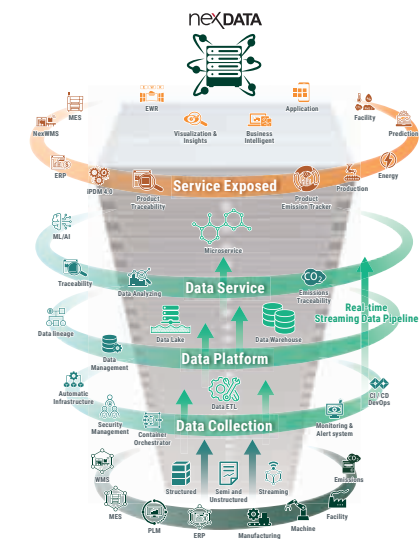 nexDATA
MES
EWR
Application
Facility
NexWMS
Visualization &
Insights
Business
Intelligent
Prediction
ERP
iPDM 4.0
Service Exposed
Energy
Product
Traceability
Product
Emission Tracker
Production
ML/AI
Microservice
Traceability
Data Analyzing
Data Service
Emissions
Traceability
Real-time
Streaming Data Pipeline
Data lineage
Data Lake
Data Warehouse
Data
Management
Data Platform
Automatic
Infrastructure
Data ETL
CI / CD
DevOps
Security
Management
Container
Orchestrator
Data Collection
Monitoring &
Alert system
WMS
Structured
Semi and
Unstructured
Streaming
CO2
Emissions
MES
PLM
ERP
Manufacturing
Machine
Facility